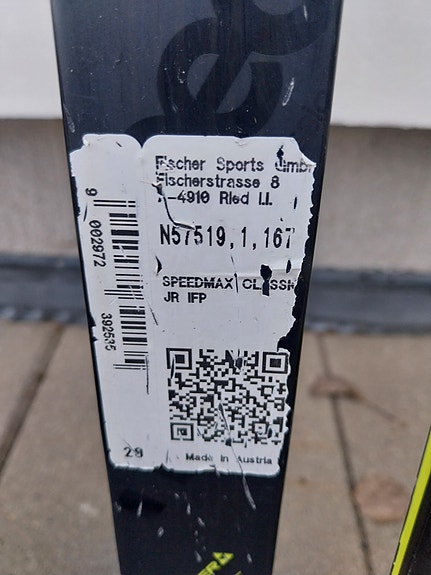 Fischer Sports GmbH
Fischerstrasse 8
A-4910 Ried I.I.
N57519,1,167
SPEEDMAX CLASSIC
JR IFP
9 002972 392585
29
Made in Austria